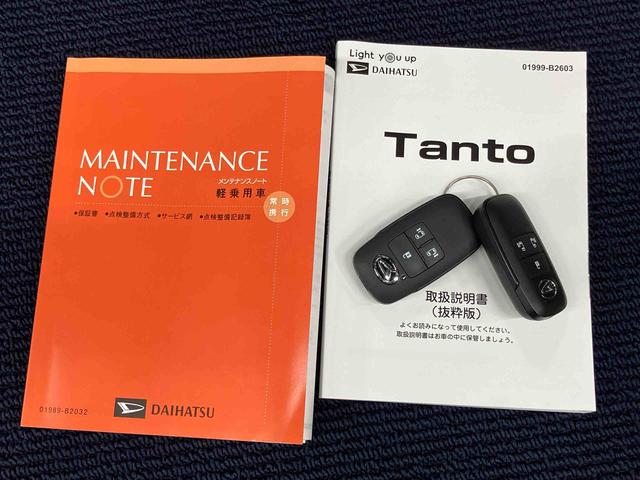 MAINTENANCE
NOTE
メンテナンスノート
軽乗用車
常時
携行
●保証書 ●点検整備方式 ●サービス網 ●点検整備記録簿
01989-B2032
DAIHATSU
Light you up
DAIHATSU
01999-B2603
Tanto
取扱説明書
(抜粋版)
よくお読みになって使用してください。
取扱説明書はお車の中に保管しましょう。